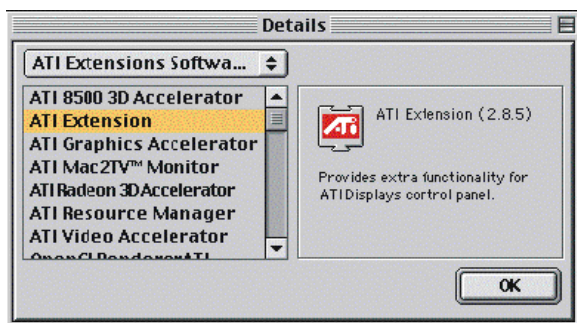 Details
ATI Extensions Softwa...
ATI 8500 3D Accelerator
ATI Extension
ATI Graphics Accelerator
ATI Mac2TV™ Monitor
ATI Radeon 3D Accelerator
ATI Resource Manager
ATI Video Accelerator
OpenGLRendererATI
ATI
ATI Extension (2.8.5)
Provides extra functionality for
ATI Displays control panel.
OK